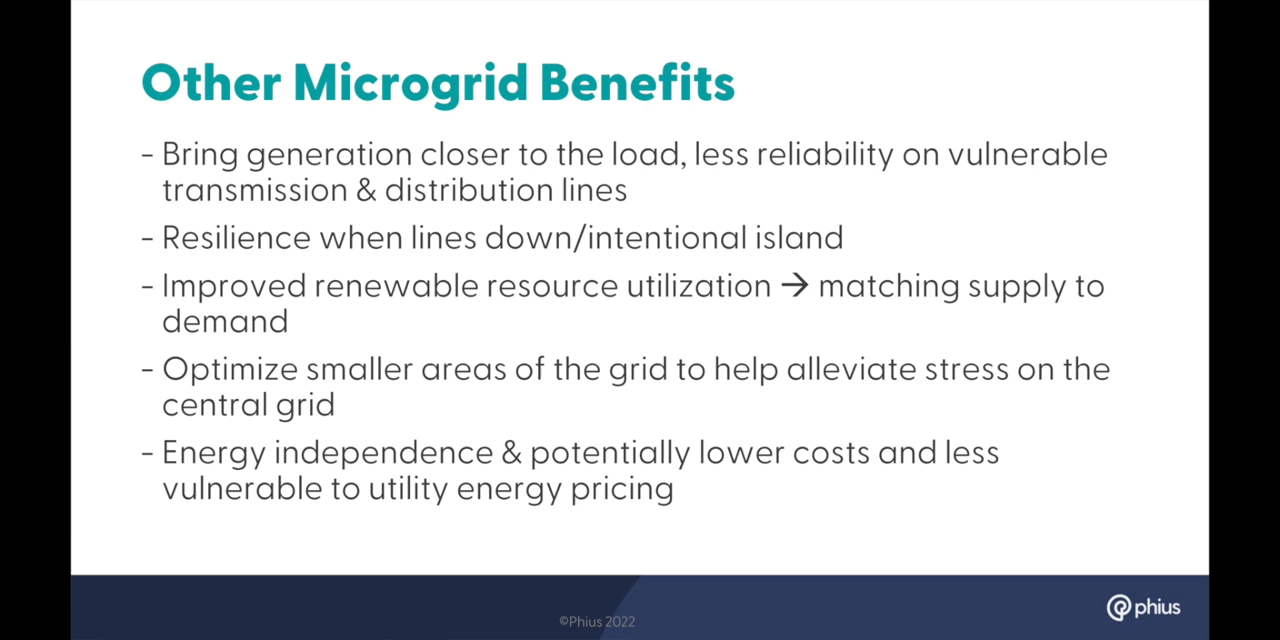 Other Microgrid Benefits
- Bring generation closer to the load, less reliability on vulnerable
transmission & distribution lines
- Resilience when lines down/intentional island
- Improved renewable resource utilization → matching supply to
demand
- Optimize smaller areas of the grid to help alleviate stress on the
central grid
- Energy independence & potentially lower costs and less
vulnerable to utility energy pricing
©Phius 2022
phius